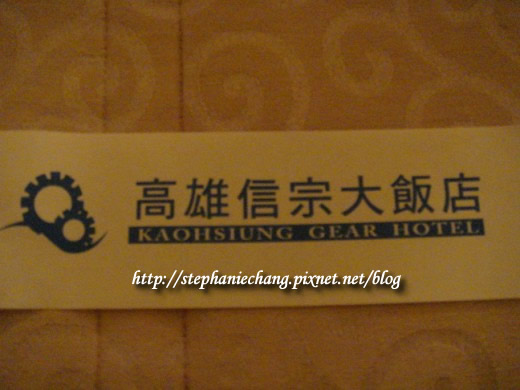 高雄信宗大飯店
KAOHSIUNG GEAR HOTEL
http://stephaniechang.pixnet.net/blog